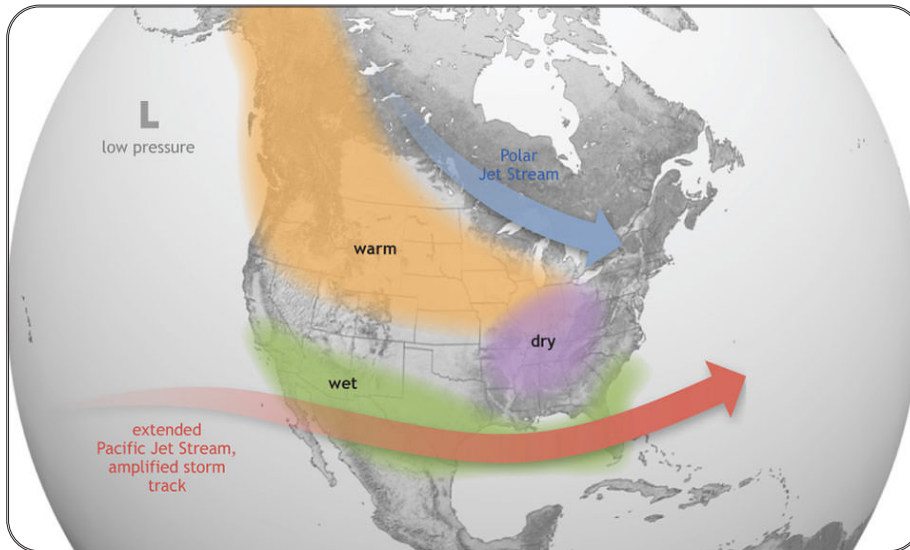 L
low pressure
Polar
Jet Stream
warm
dry
wet
extended
Pacific Jet Stream,
amplified storm
track